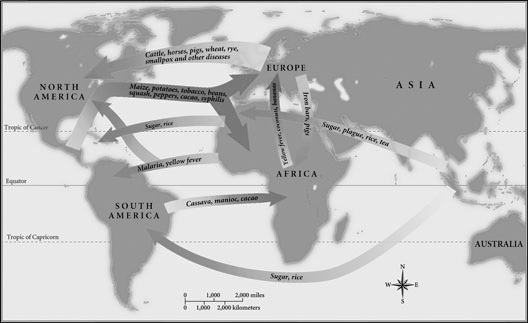 Cattle, horses, pigs, wheat, rye,
smallpox and other diseases
EUROPE
ASIA
NORTH
AMERICA
Maize, potatoes, tobacco, beans,
squash, peppers, cacao, syphilis
Iron bars, pigs
Sugar, plague, rice, tea
Tropic of Cancer
Sugar, rice
Malaria, yellow fever
AFRICA
Equator
SOUTH
AMERICA
Cassava, manioc, cacao
Tropic of Capricorn
AUSTRALIA
Sugar, rice
N
W E
S
0 1,000 2,000 miles
0 1,000 2,000 kilometers